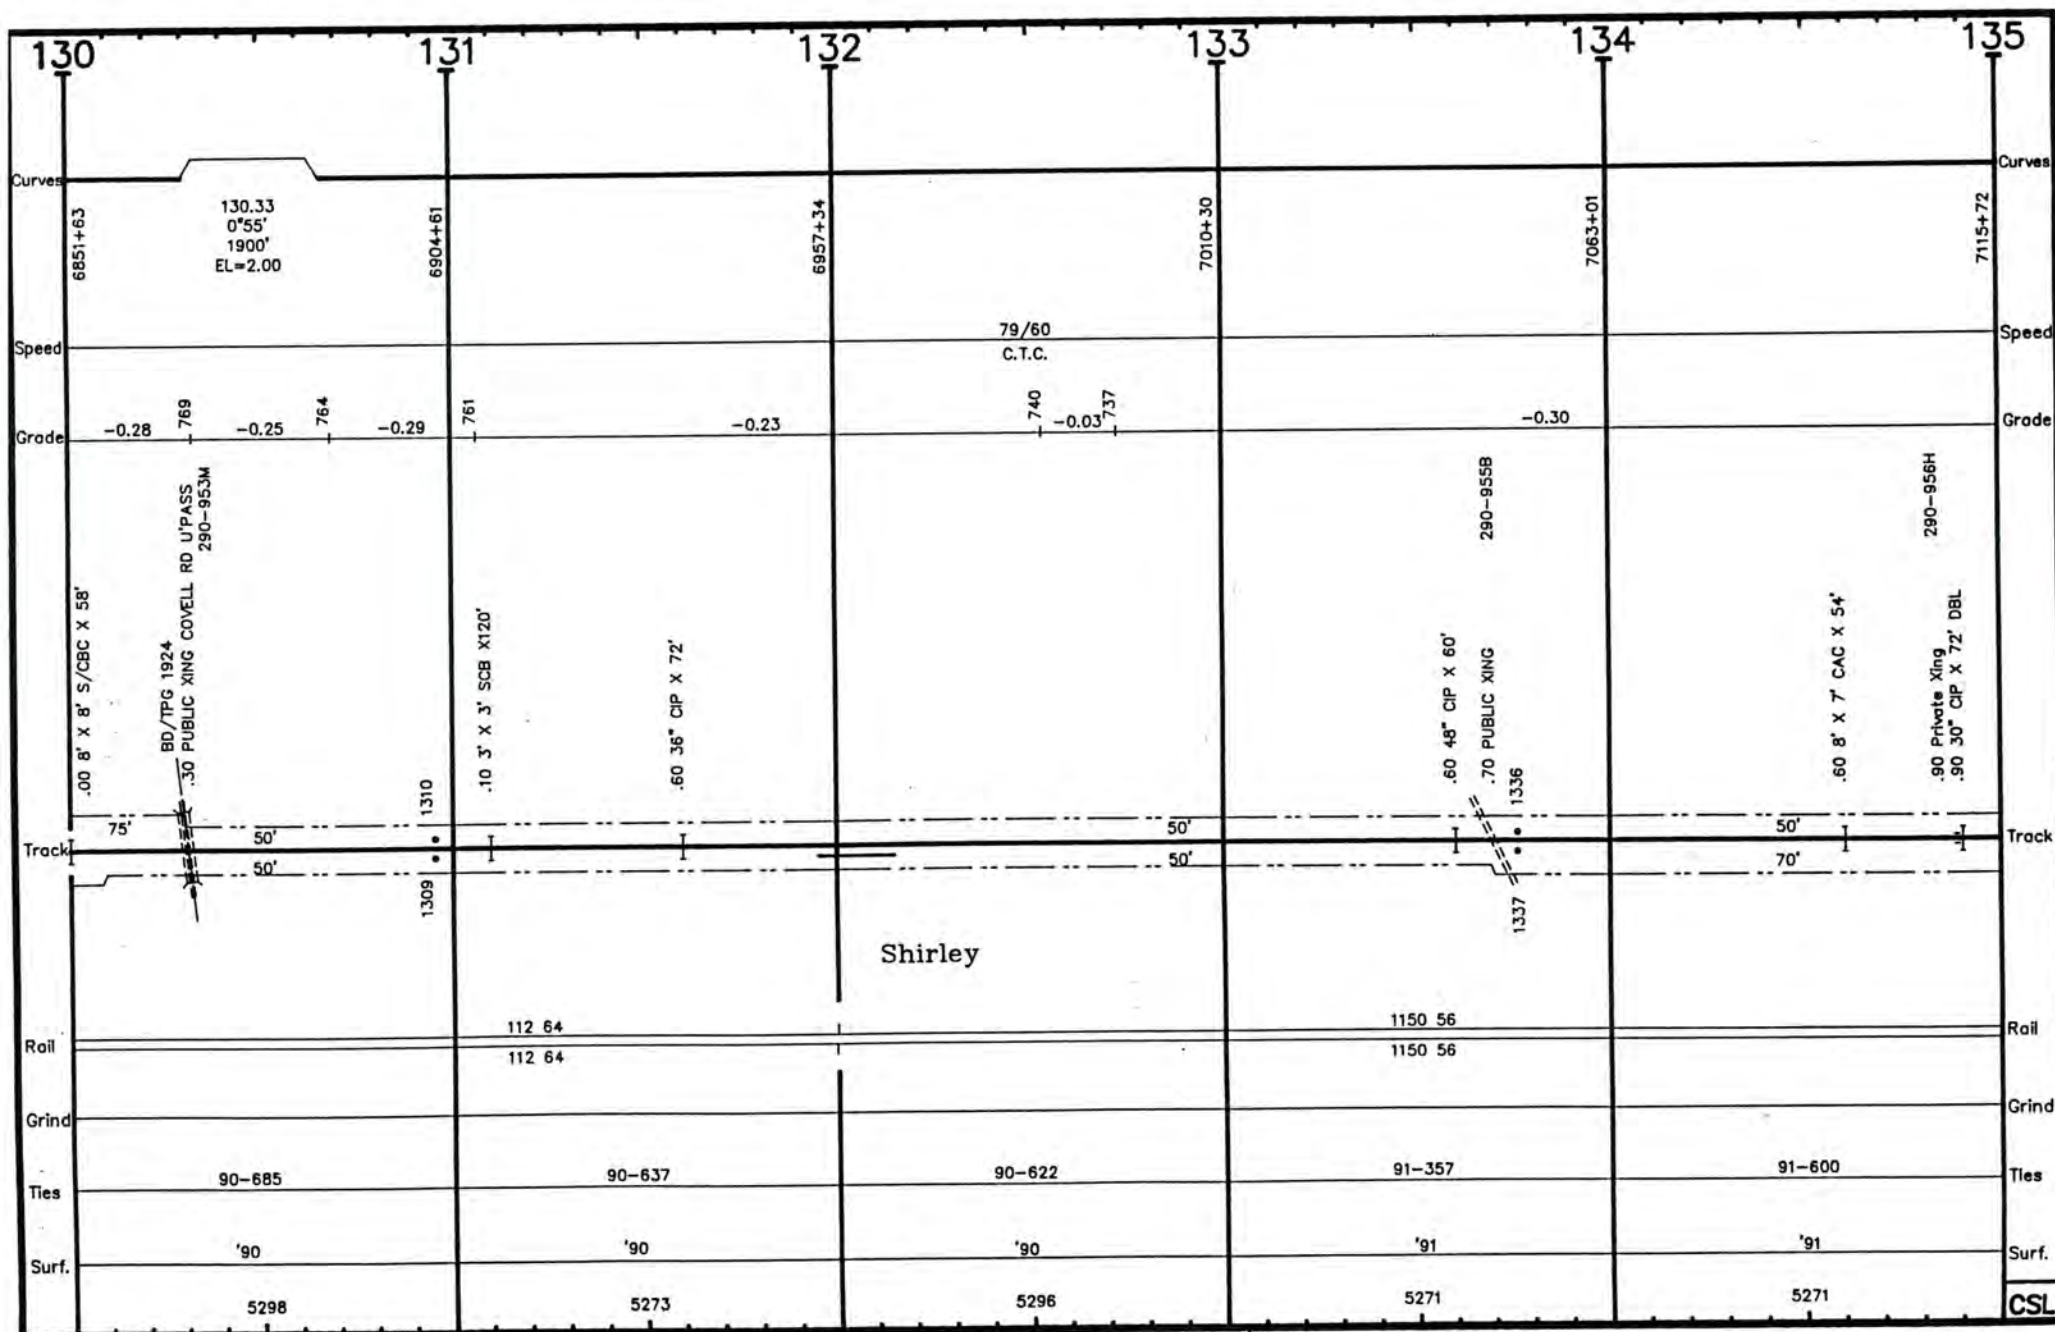 130 131 132 133 134 135
Curves Curves
130.33
0°55'
1900'
EL=2.00
6851+63 6904+61 6957+34 7010+30 7063+01 7115+72
Speed 79/60 Speed
C.T.C.
Grade -0.28 769 -0.25 764 -0.29 761 -0.23 740 -0.03 737 -0.30 Grade
.00 8' X 8' S/CBC X 58'
BD/TPG 1924
.30 PUBLIC XING COVELL RD U'PASS
290-953M
.10 3' X 3' SCB X120'
.60 36" CIP X 72'
.60 48" CIP X 60'
.70 PUBLIC XING
290-955B
.60 8' X 7' CAC X 54'
.90 Private Xing
290-956H
.90 30" CIP X 72' DBL
1310 1336
75' 50' 50' 50'
Track Track
50' 50' 70'
1309 1337
Shirley
112 64 1150 56
Rail Rail
112 64 1150 56
Grind Grind
Ties 90-685 90-637 90-622 91-357 91-600 Ties
Surf. '90 '90 '90 '91 '91 Surf.
5298 5273 5296 5271 5271 CSL